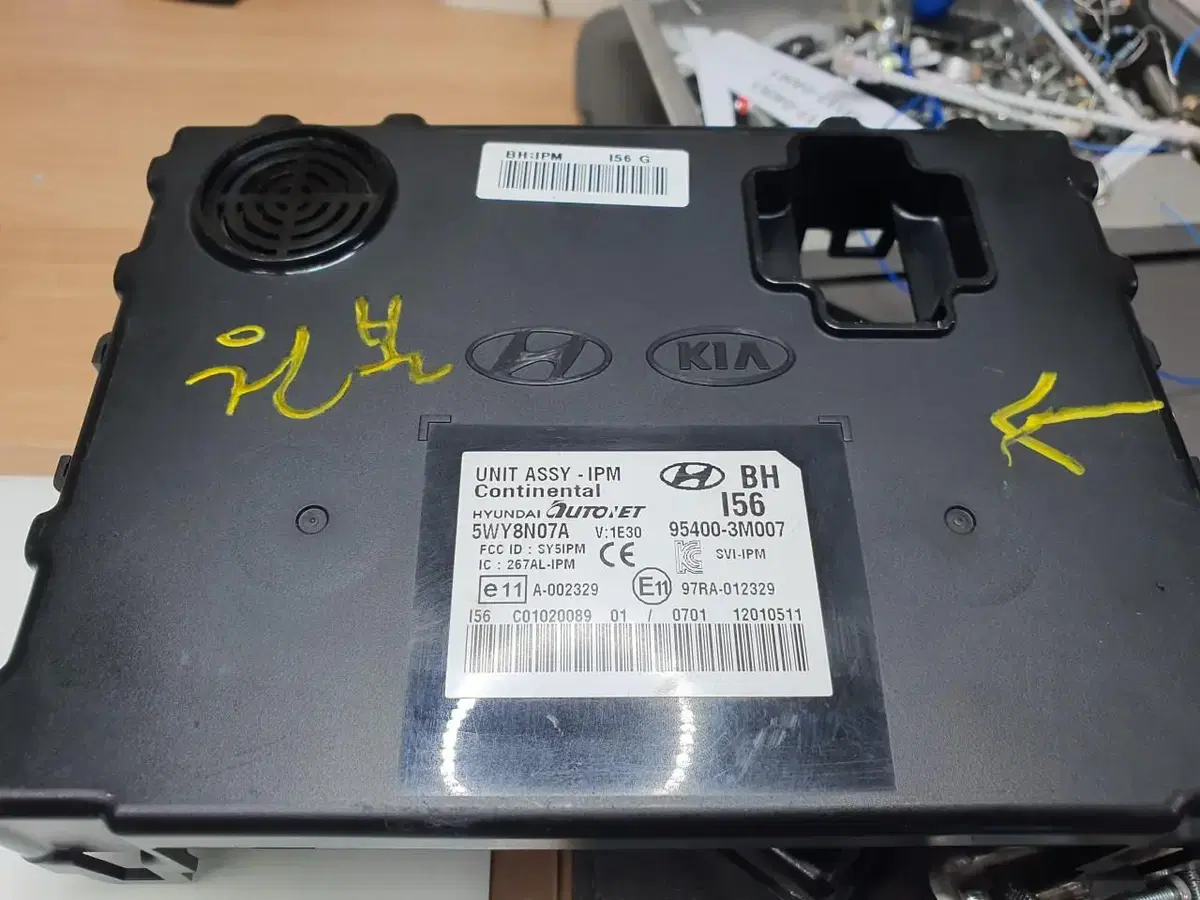 BH:IPM I56 G
원복
KIA
UNIT ASSY - IPM
Continental
HYUNDAI AUTONET
5WY8N07A V:1E30
FCC ID : SY5IPM
IC : 267AL-IPM
BH
I56
95400-3M007
CE
SVI-IPM
e11 A-002329
E11 97RA-012329
I56 C01020089 01 / 0701 12010511